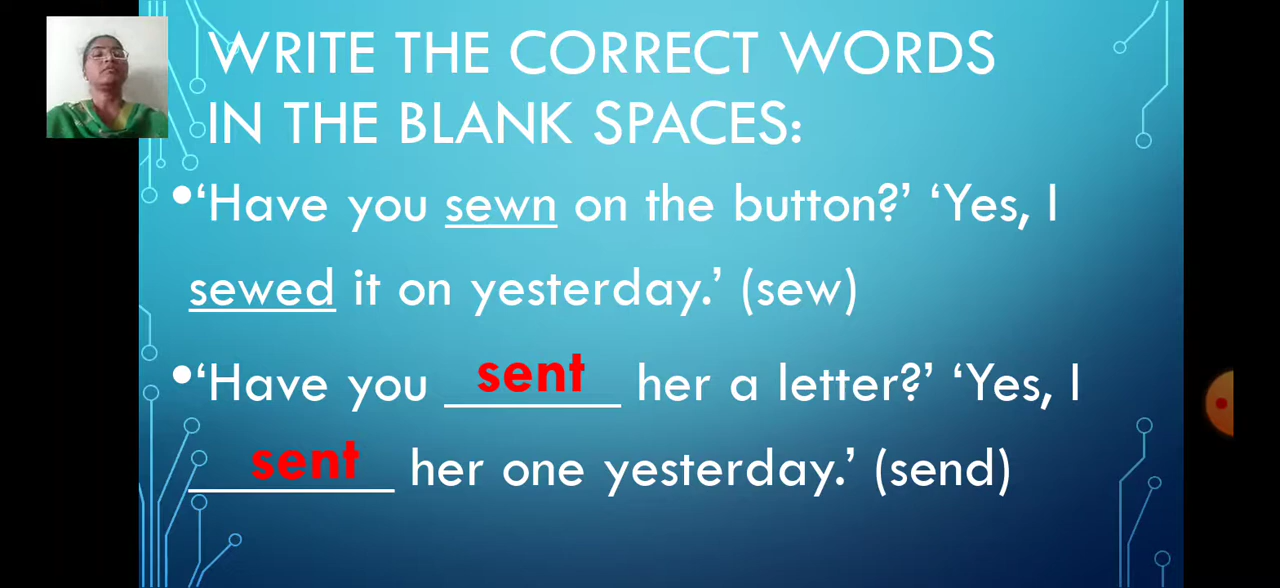 WRITE THE CORRECT WORDS
IN THE BLANK SPACES:
•‘Have you sewn on the button?’ ‘Yes, I
sewed it on yesterday.’ (sew)
•‘Have you sent her a letter?’ ‘Yes, I
sent her one yesterday.’ (send)